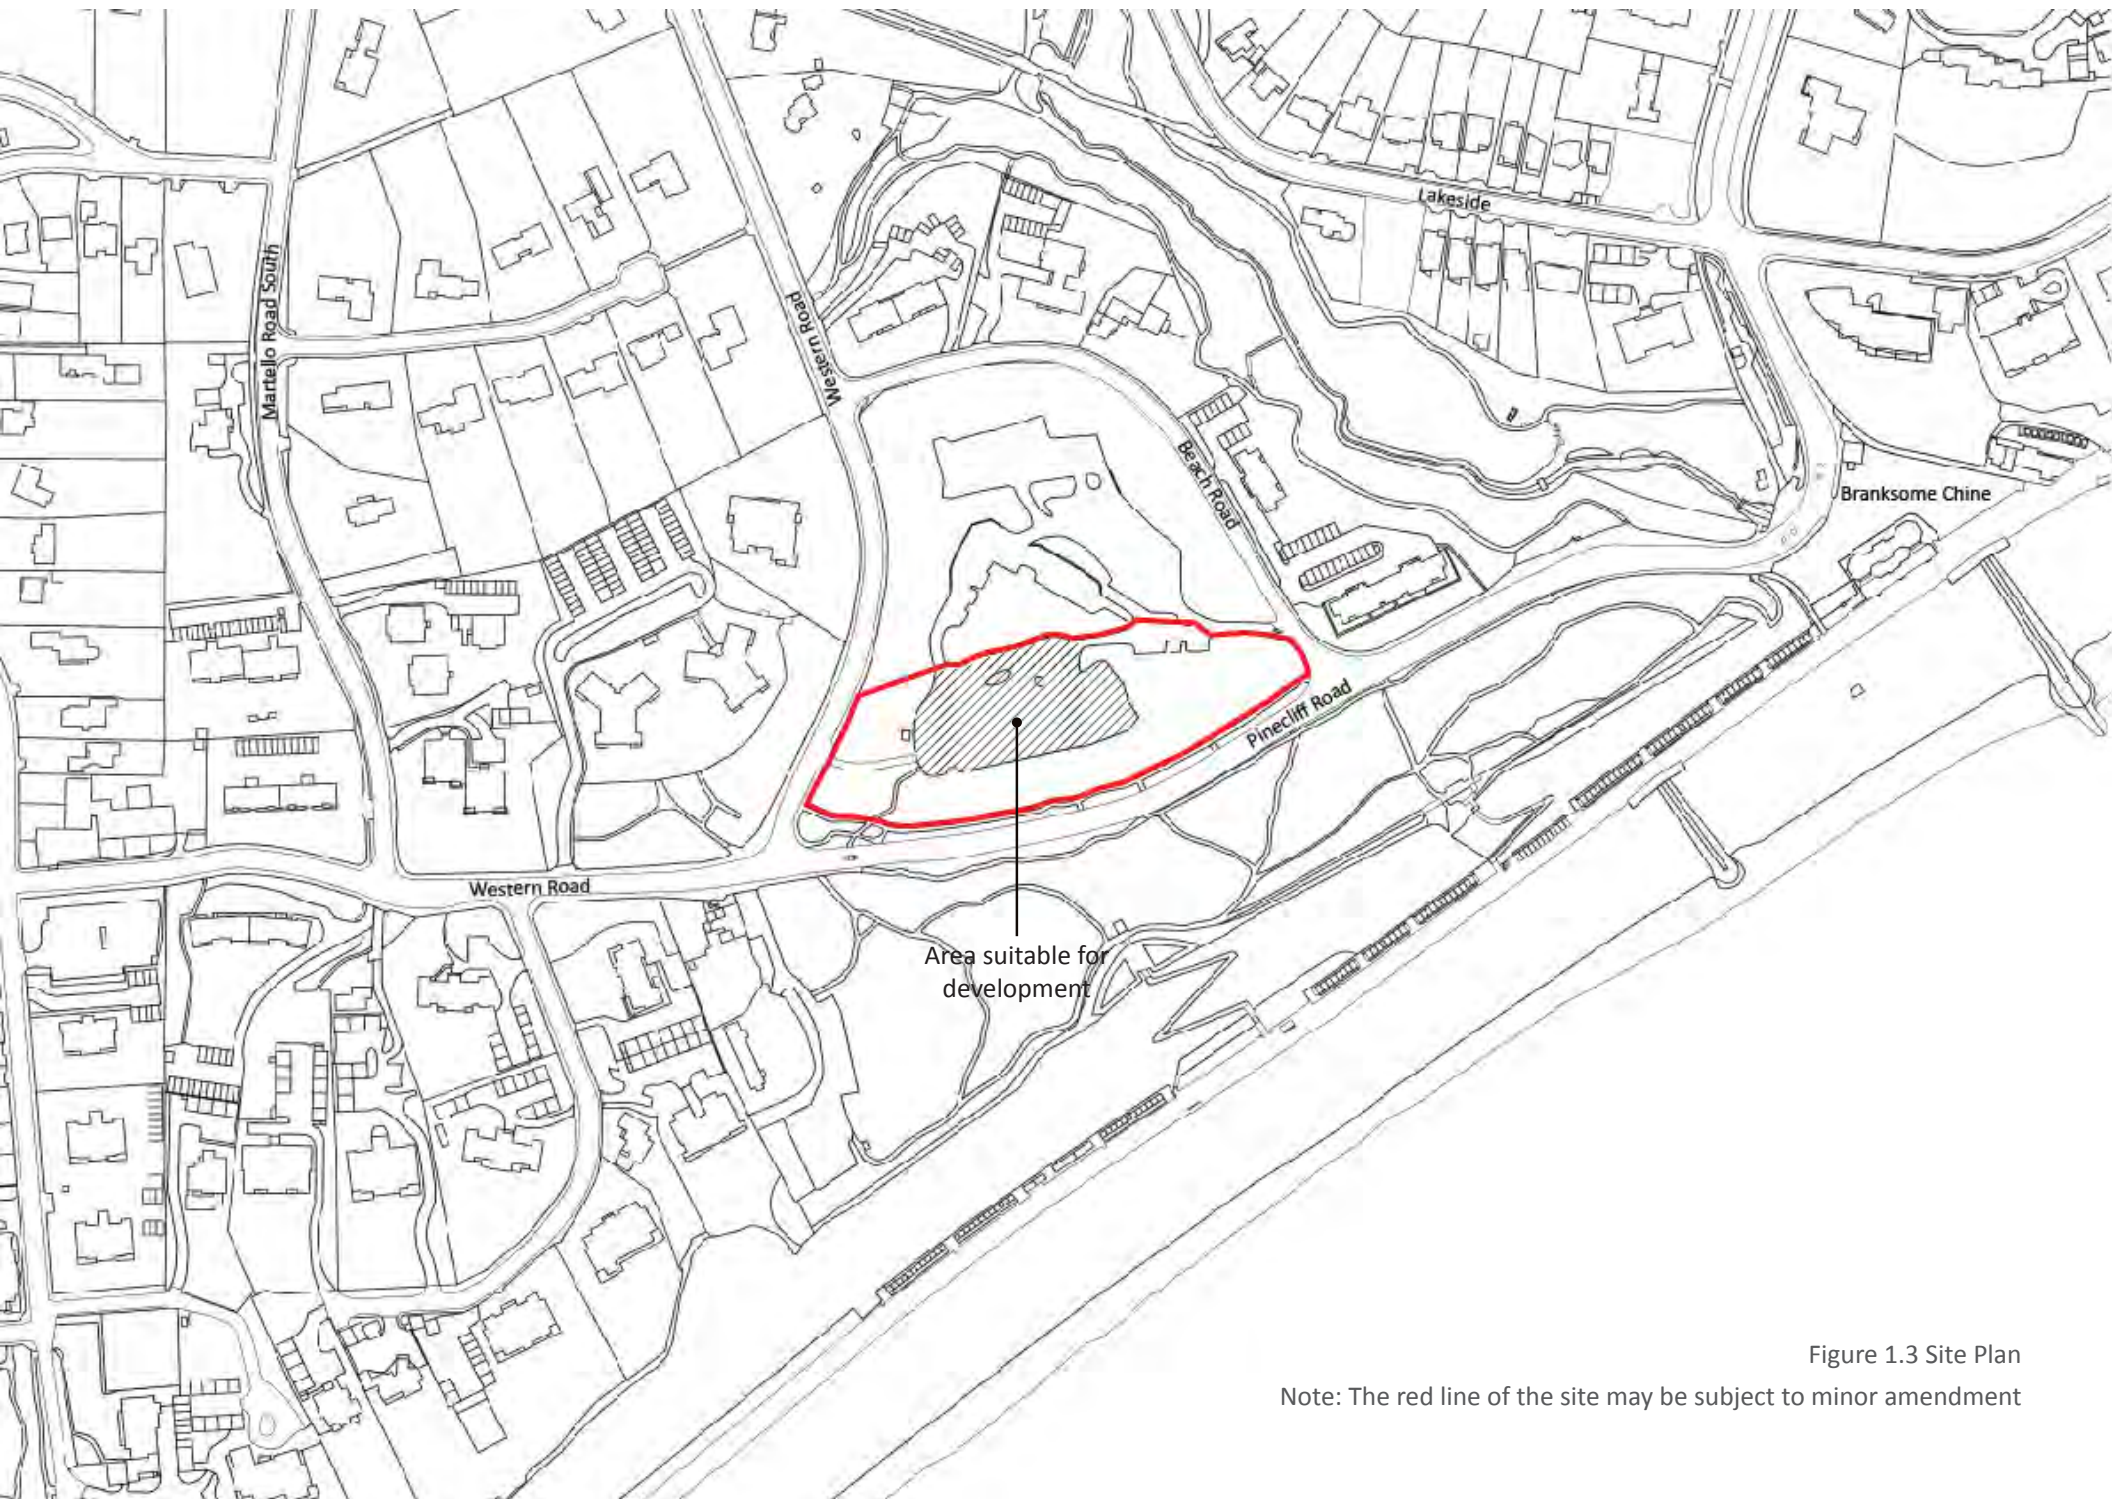 Lakeside
Martello Road South
Western Road
Beach Road
Branksome Chine
Pinecliff Road
Western Road
Area suitable for
development
Figure 1.3 Site Plan
Note: The red line of the site may be subject to minor amendment